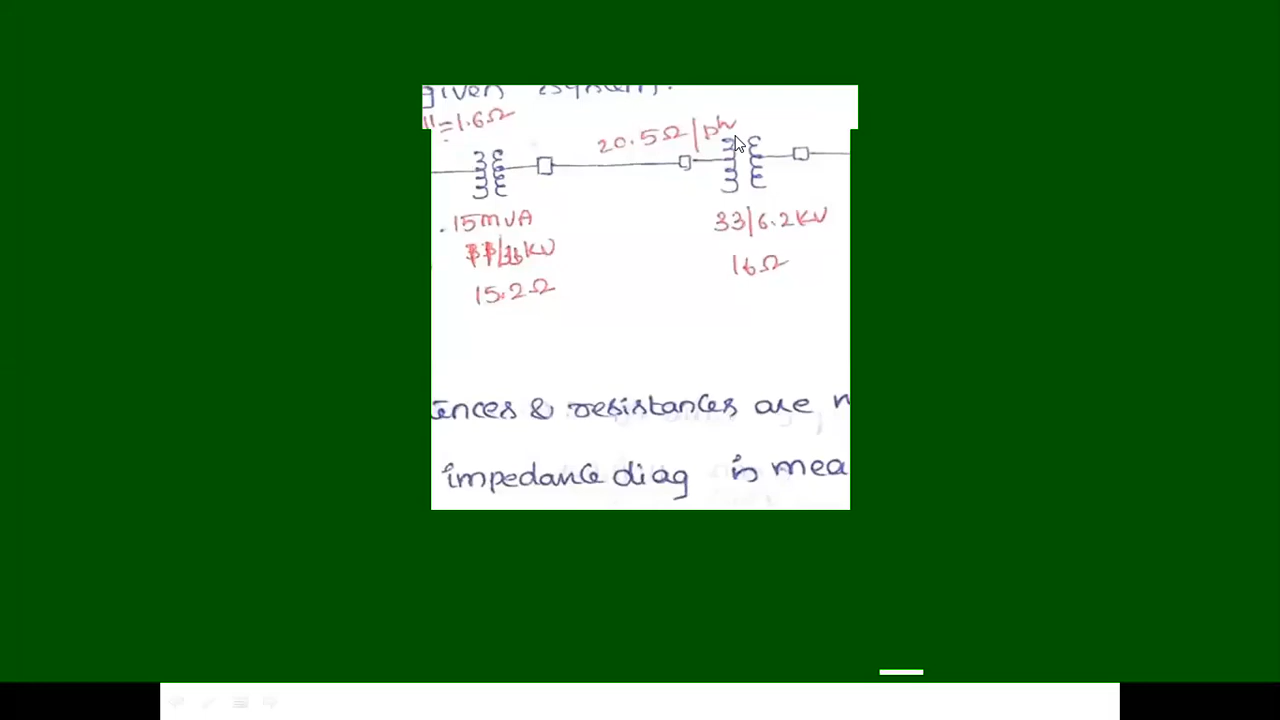 given system.
"=1.6Ω
20.5Ω/ph
15MVA
/33KV
15.2Ω
33/6.2KV
16Ω
ences & resistances are n
impedance diag is mea